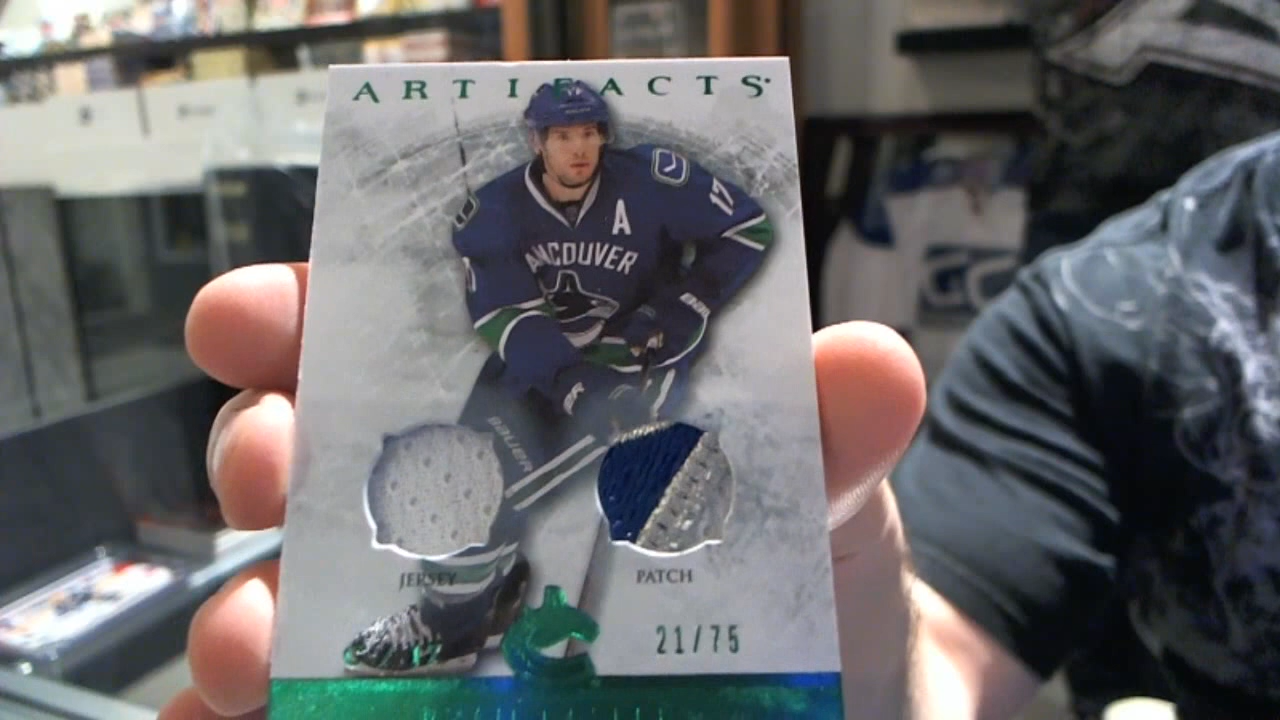 ARTIFACTS
17
A
VANCOUVER
BAUER
JERSEY PATCH
21/75